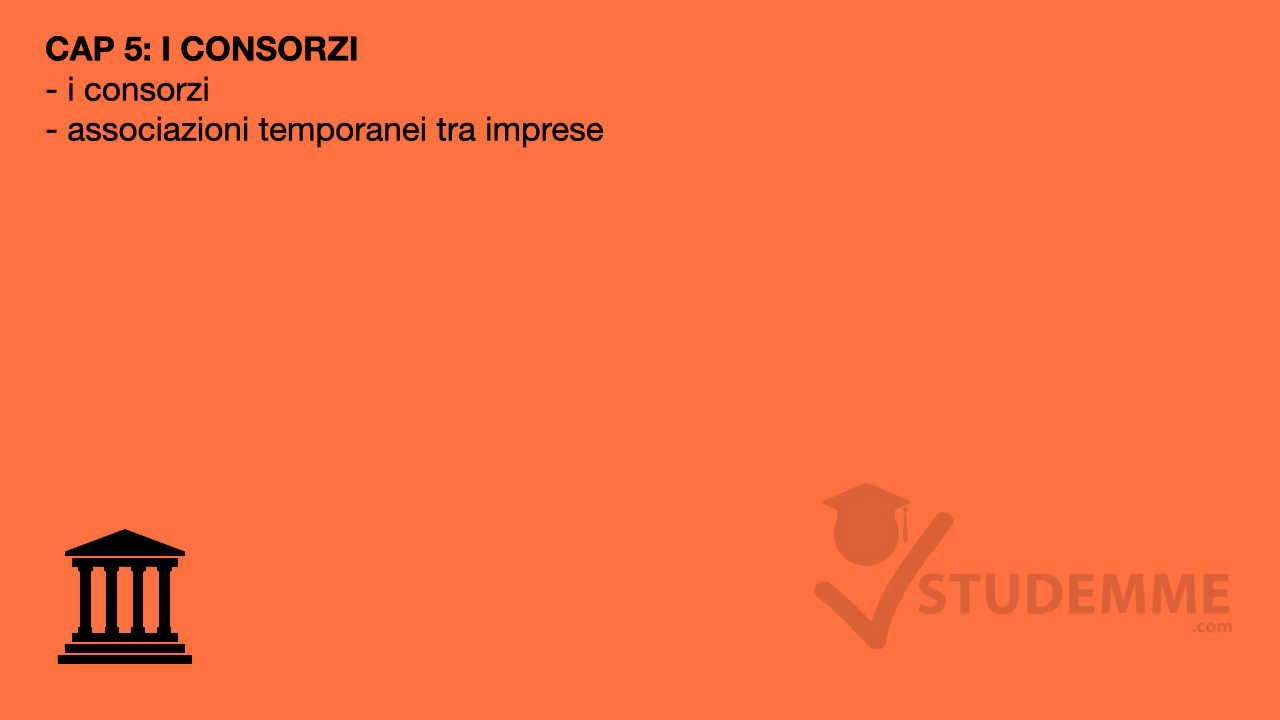 CAP 5: I CONSORZI
- i consorzi
- associazioni temporanei tra imprese
STUDEMME
.com